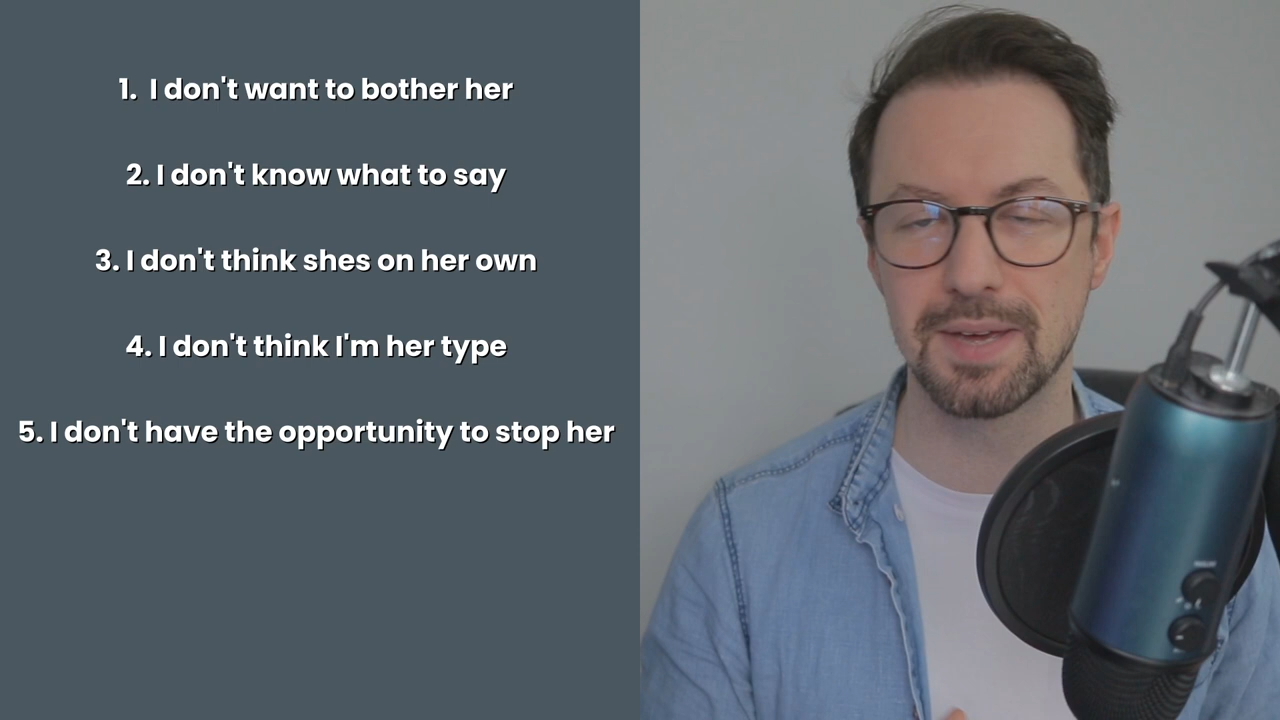 1. I don't want to bother her
2. I don't know what to say
3. I don't think shes on her own
4. I don't think I'm her type
5. I don't have the opportunity to stop her